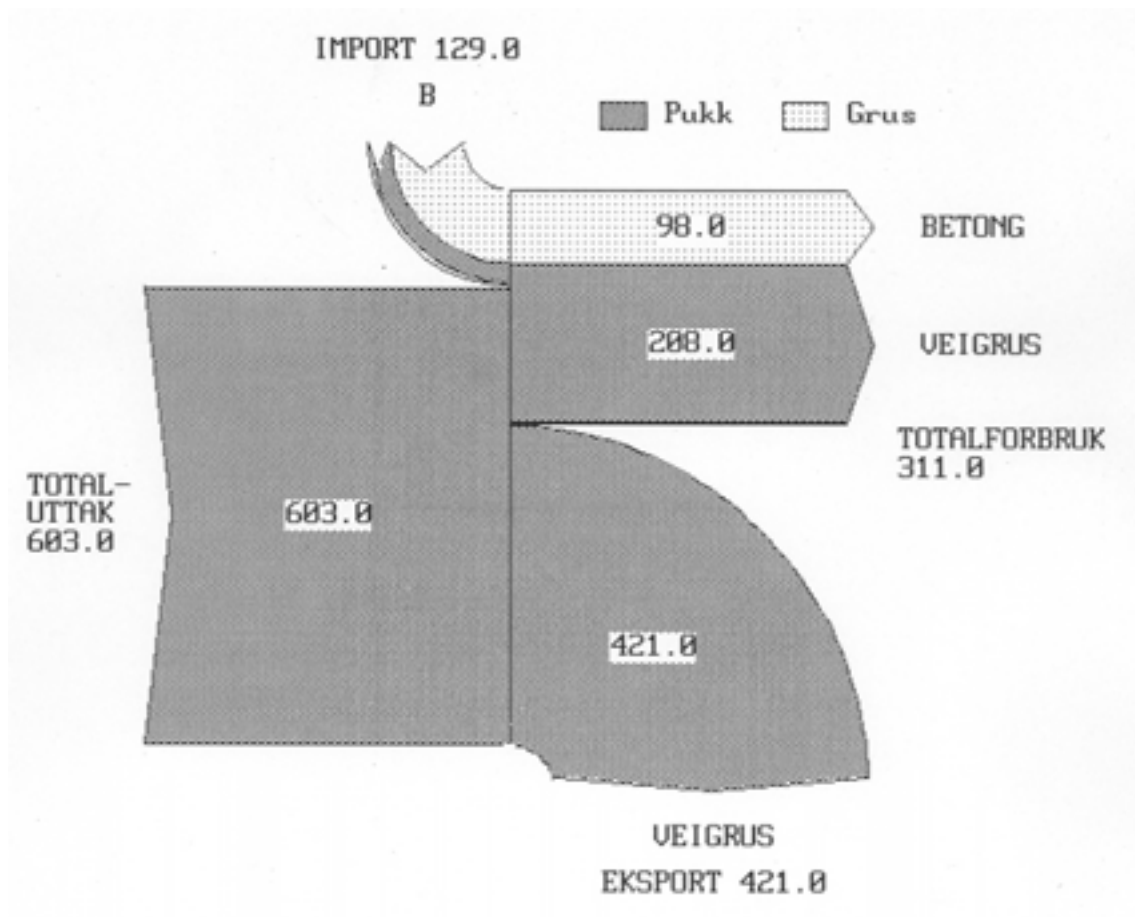 IMPORT 129.0
B
Pukk Grus
98.0 BETONG
208.0 VEIGRUS
TOTALFORBRUK
311.0
TOTAL-
UTTAK
603.0
603.0
421.0
VEIGRUS
EKSPORT 421.0